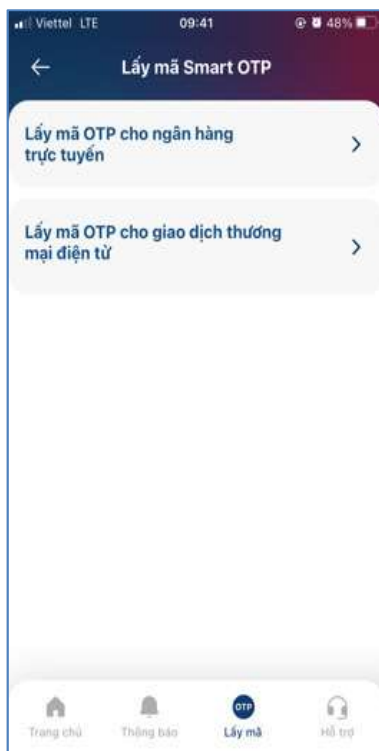 Viettel LTE 09:41 48%
Lấy mã Smart OTP
Lấy mã OTP cho ngân hàng
trực tuyến
Lấy mã OTP cho giao dịch thương
mại điện tử
OTP
Trang chủ Thông báo Lấy mã Hỗ trợ